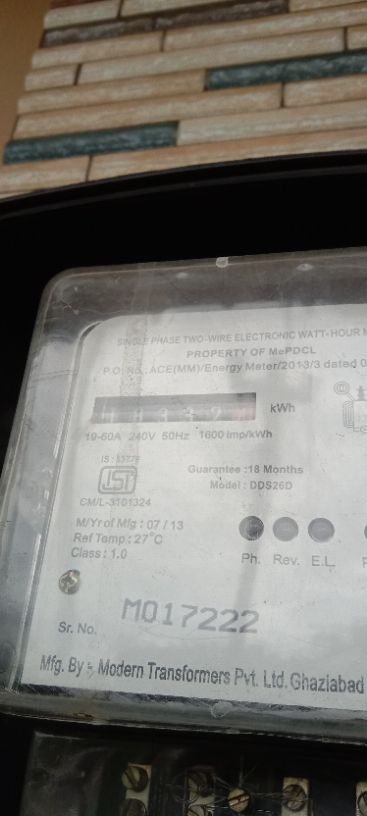 SINGLE PHASE TWO-WIRE ELECTRONIC WATT-HOUR
PROPERTY OF MePDCL
P.O. No. ACE(MM)/Energy Meter/2013/3 dated
kWh
240V 50Hz 1600 imp/kWh
IS : 13779
ISI
CM/L-3101324
Guarantee :18 Months
Model : DDS26D
M/Yr of Mfg : 07 / 13
Ref Temp : 27°C
Class : 1.0
Ph. Rev. E.L.
Sr. No. M017222
Mfg. By :- Modern Transformers Pvt. Ltd. Ghaziabad